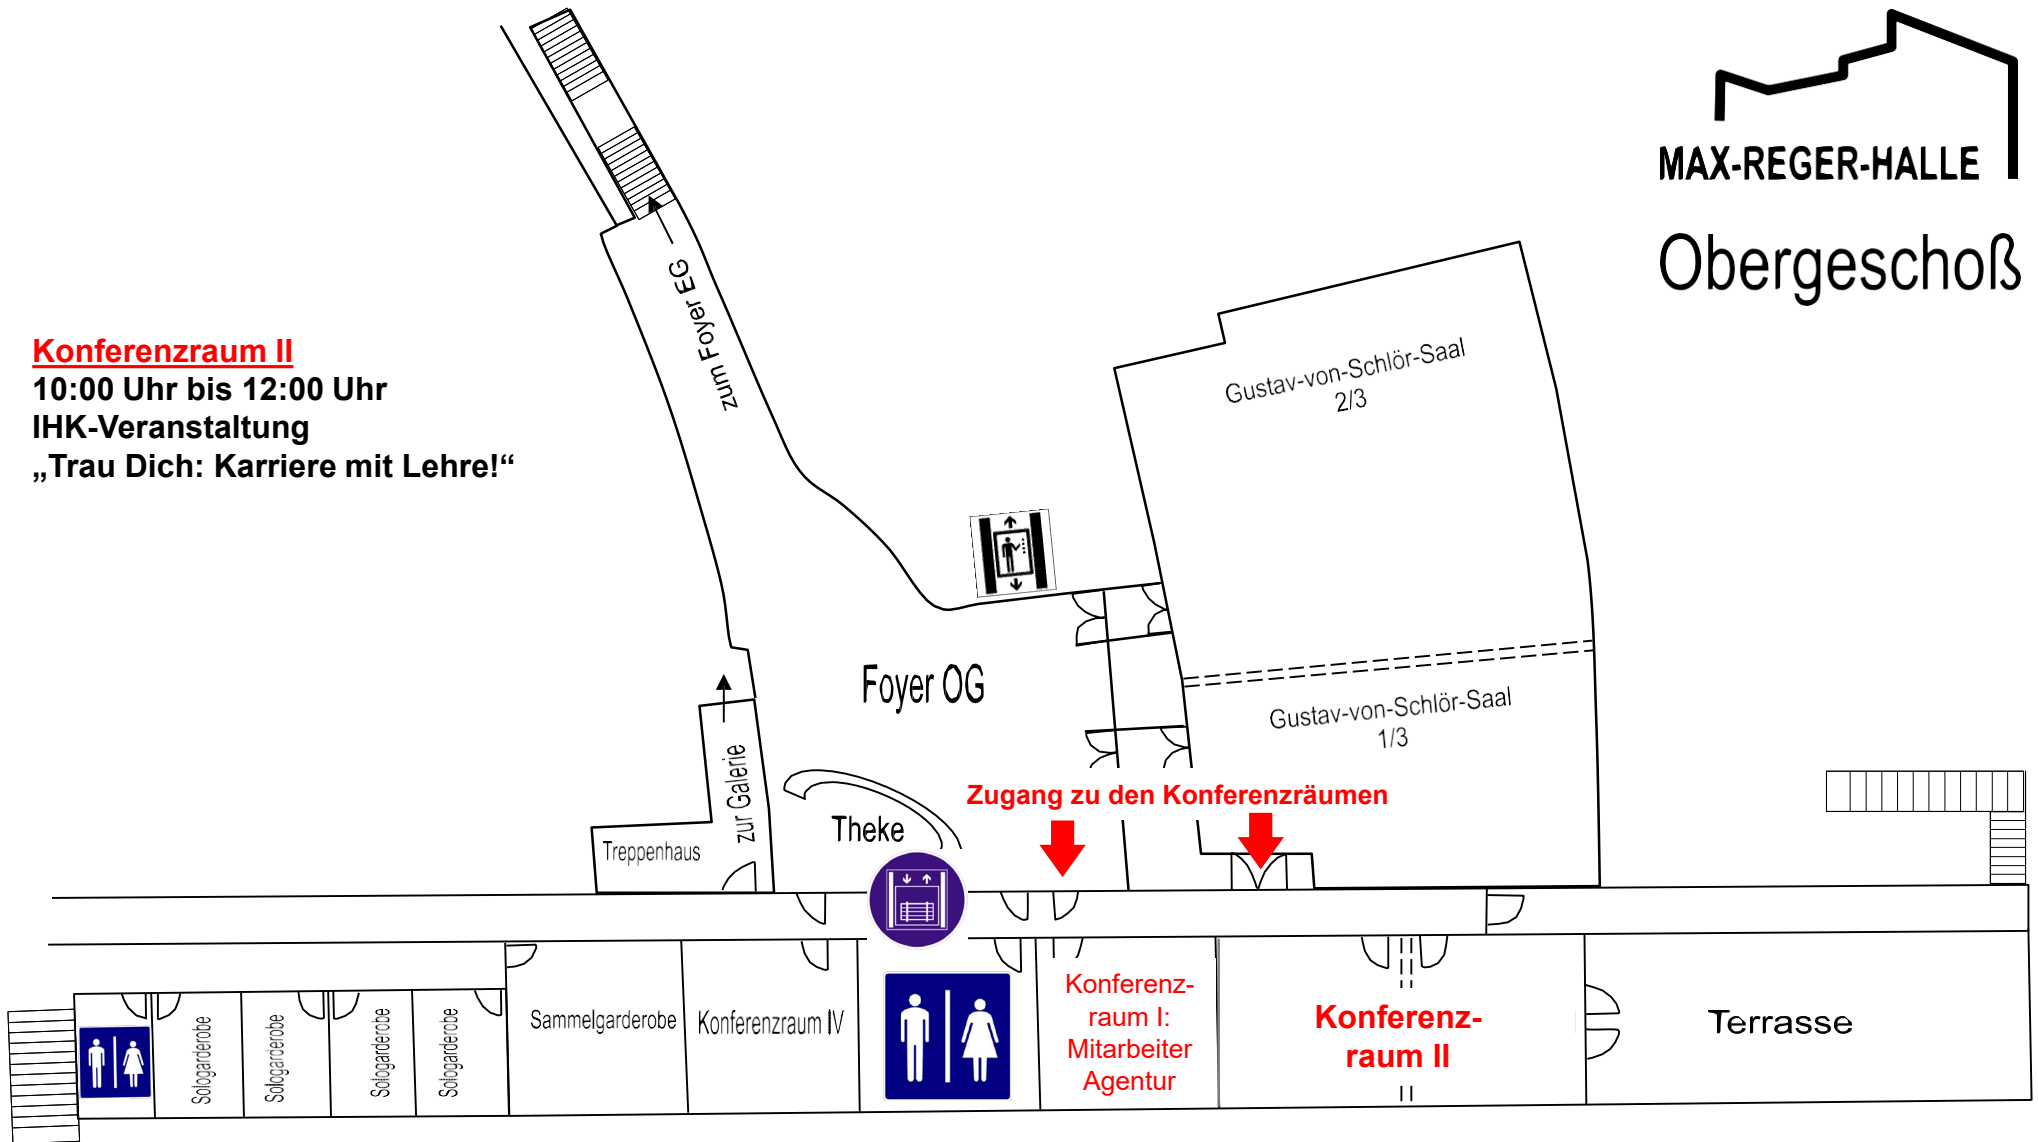 MAX-REGER-HALLE
Obergeschoß
zum Foyer EG
Konferenzraum II
10:00 Uhr bis 12:00 Uhr
IHK-Veranstaltung
„Trau Dich: Karriere mit Lehre!“
Gustav-von-Schlör-Saal
2/3
Foyer OG
Gustav-von-Schlör-Saal
1/3
zur Galerie
Zugang zu den Konferenzräumen
Theke
Treppenhaus
Sologarderobe
Sologarderobe
Sologarderobe
Sologarderobe
Sammelgarderobe
Konferenzraum IV
Konferenz-
raum I:
Mitarbeiter
Agentur
Konferenz-
raum II
Terrasse